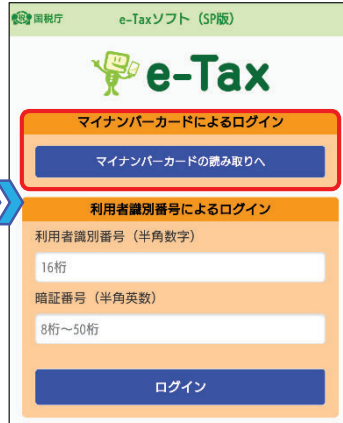 国税庁
e-Taxソフト（SP版）
e-Tax
マイナンバーカードによるログイン
マイナンバーカードの読み取りへ
利用者識別番号によるログイン
利用者識別番号（半角数字）
16桁
暗証番号（半角英数）
8桁～50桁
ログイン